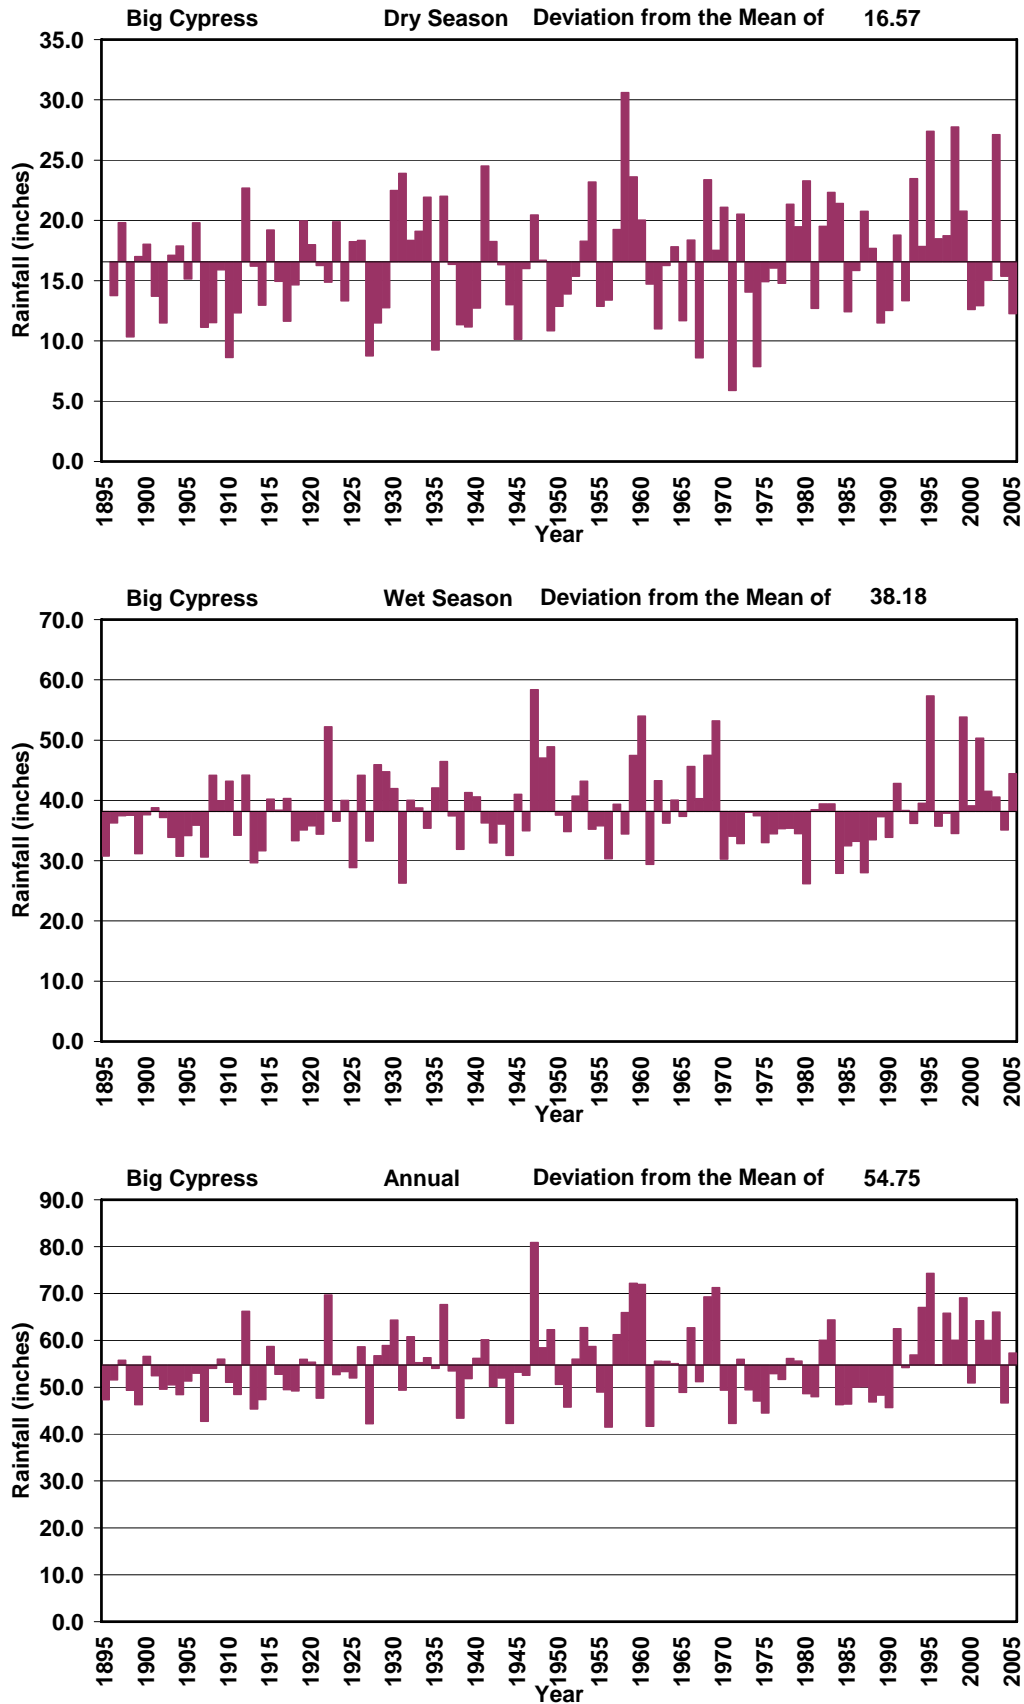 Big Cypress Dry Season Deviation from the Mean of 16.57
35.0
30.0
25.0
20.0
15.0
10.0
5.0
0.0
Rainfall (inches)
1895 1900 1905 1910 1915 1920 1925 1930 1935 1940 1945 1950 1955 1960 1965 1970 1975 1980 1985 1990 1995 2000 2005
Year
Big Cypress Wet Season Deviation from the Mean of 38.18
70.0
60.0
50.0
40.0
30.0
20.0
10.0
0.0
Rainfall (inches)
1895 1900 1905 1910 1915 1920 1925 1930 1935 1940 1945 1950 1955 1960 1965 1970 1975 1980 1985 1990 1995 2000 2005
Year
Big Cypress Annual Deviation from the Mean of 54.75
90.0
80.0
70.0
60.0
50.0
40.0
30.0
20.0
10.0
0.0
Rainfall (inches)
1895 1900 1905 1910 1915 1920 1925 1930 1935 1940 1945 1950 1955 1960 1965 1970 1975 1980 1985 1990 1995 2000 2005
Year